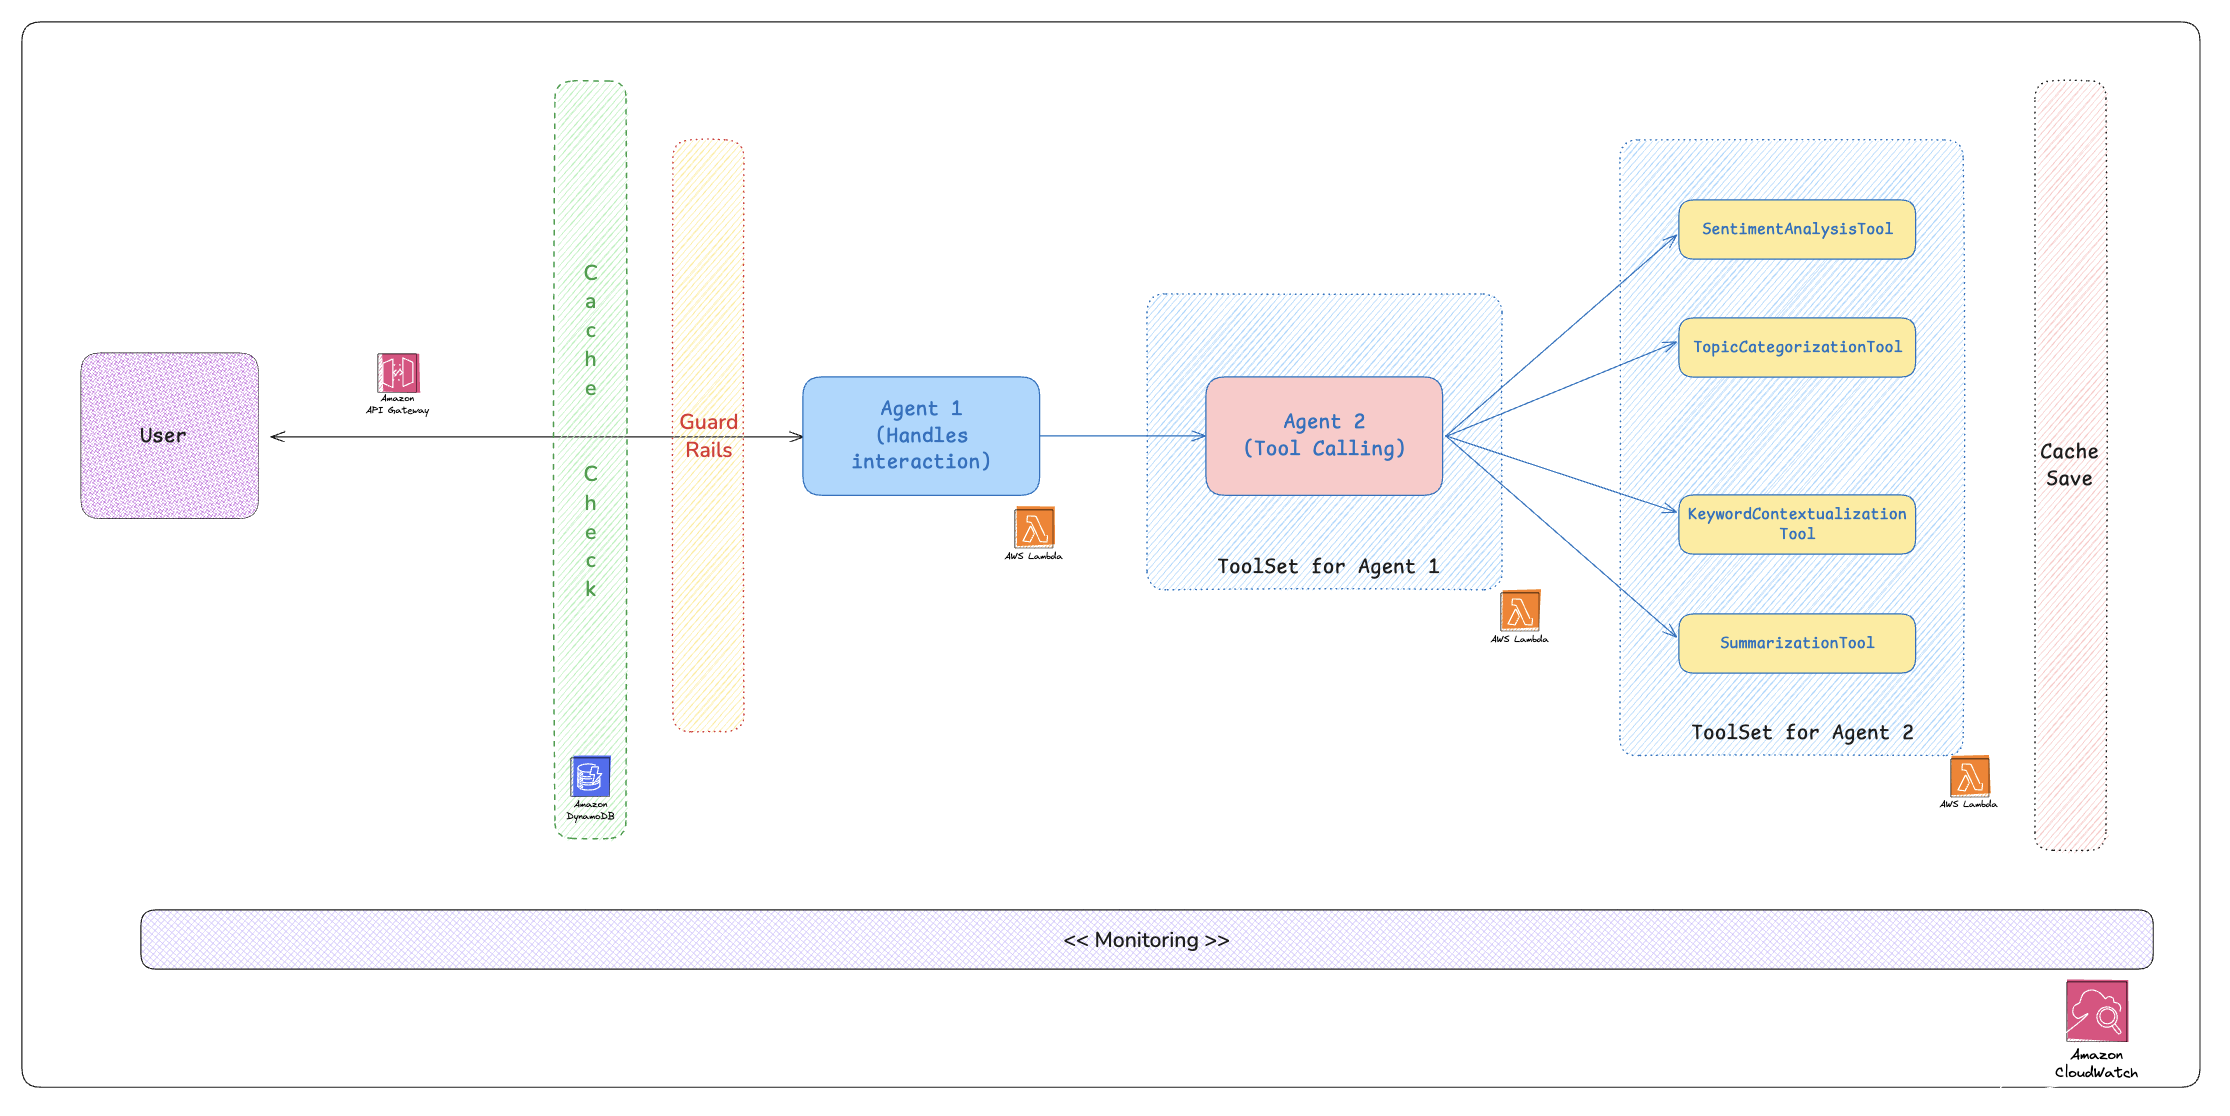 User
Amazon
API Gateway
C
a
c
h
e
C
h
e
c
k
Amazon
DynamoDB
Guard
Rails
Agent 1
(Handles
interaction)
AWS Lambda
Agent 2
(Tool Calling)
ToolSet for Agent 1
AWS Lambda
SentimentAnalysisTool
TopicCategorizationTool
KeywordContextualization
Tool
SummarizationTool
ToolSet for Agent 2
AWS Lambda
Cache
Save
<< Monitoring >>
Amazon
CloudWatch